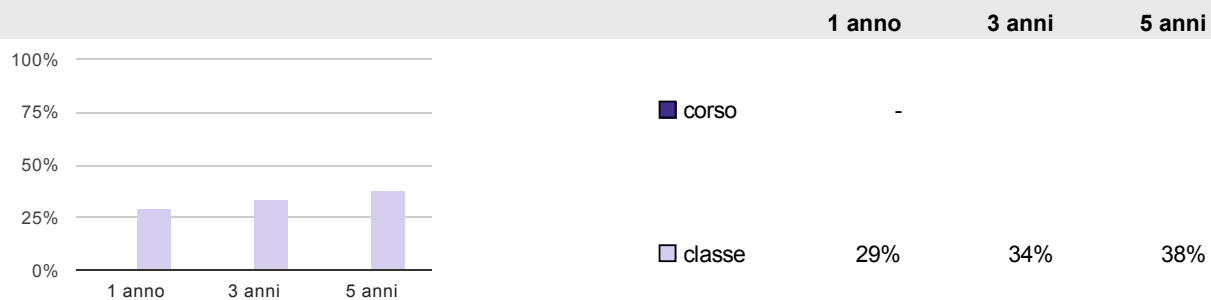 1 anno 3 anni 5 anni
100%
75%
50%
25%
0%
1 anno 3 anni 5 anni
corso -
classe 29% 34% 38%